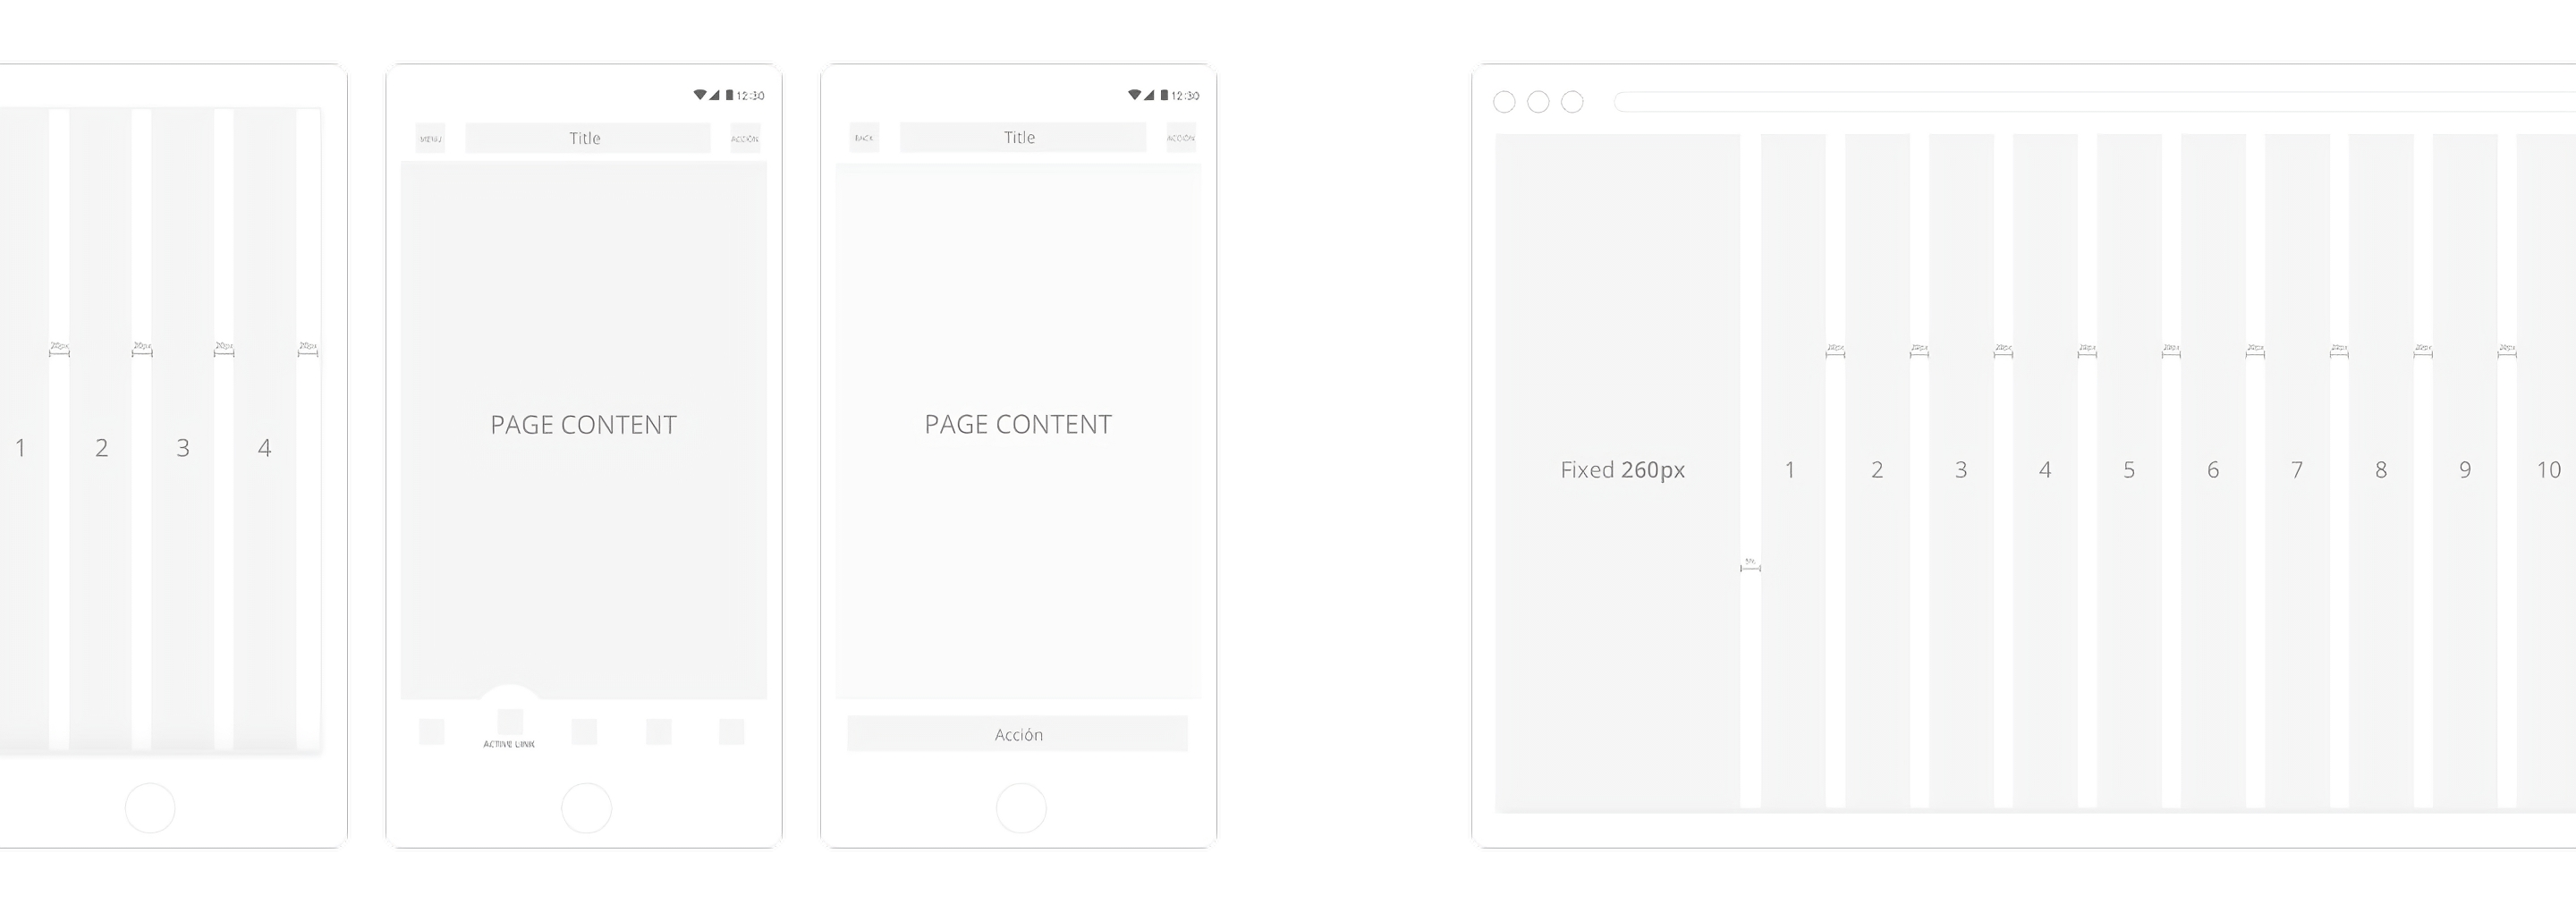 20px 20px 20px 20px
1 2 3 4
12:30
MENU Title ACCIÓN
PAGE CONTENT
ACTIVE LINK
12:30
BACK Title ACCIÓN
PAGE CONTENT
Acción
20px 20px 20px 20px 20px 20px 20px 20px 20px
Fixed 260px 1 2 3 4 5 6 7 8 9 10